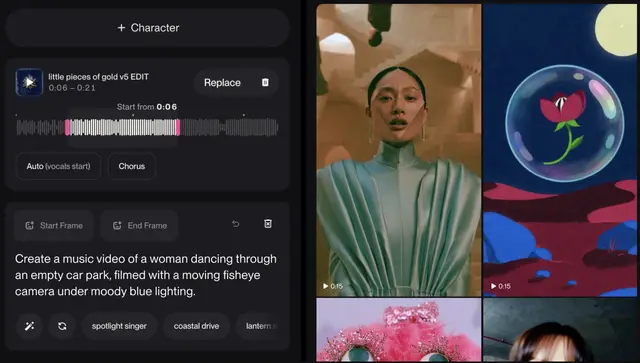 + Character
little pieces of gold v5 EDIT
0:06 – 0:21
Replace
Start from 0:06
Auto (vocals start)
Chorus
Start Frame
End Frame
Create a music video of a woman dancing through
an empty car park, filmed with a moving fisheye
camera under moody blue lighting.
spotlight singer
coastal drive
lantern
0:15
0:15